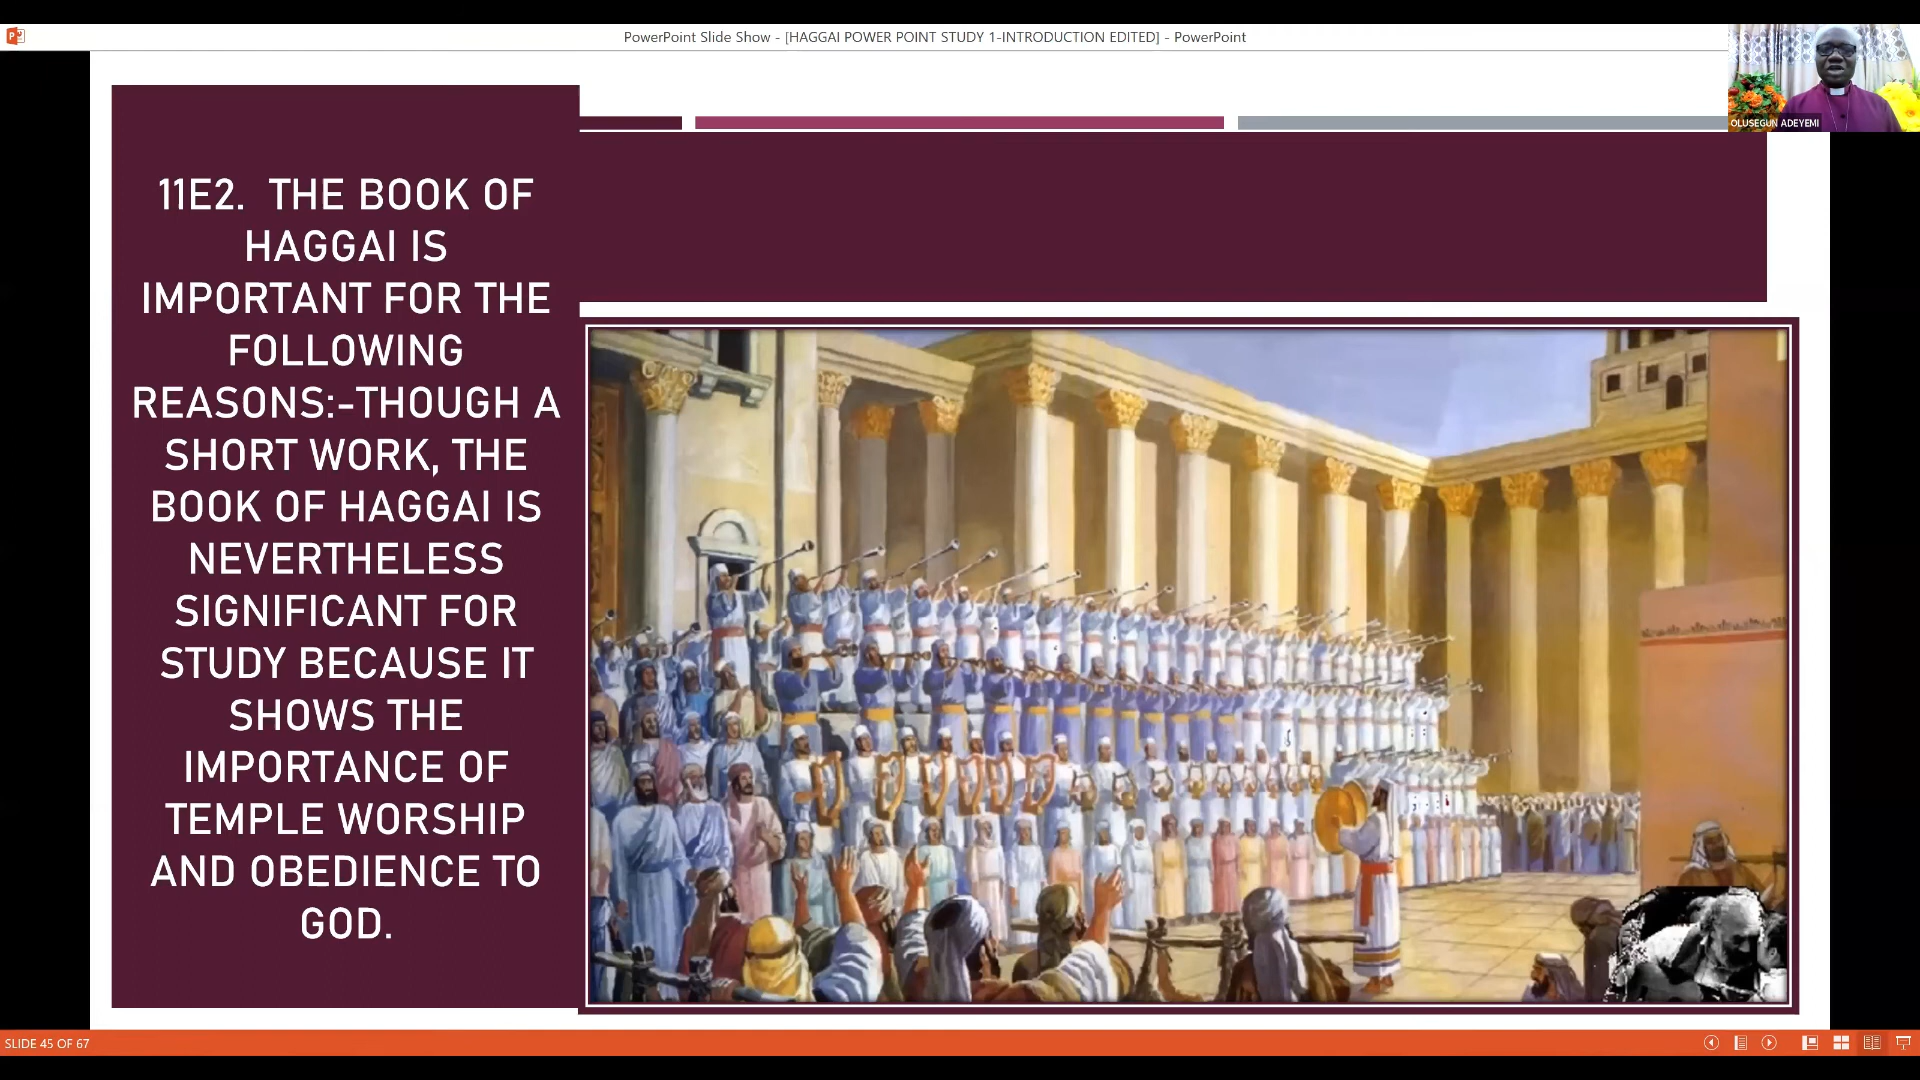 PowerPoint Slide Show - [HAGGAI POWER POINT STUDY 1-INTRODUCTION EDITED] - PowerPoint
OLUSEGUN ADEYEMI
11E2. THE BOOK OF
HAGGAI IS
IMPORTANT FOR THE
FOLLOWING
REASONS:-THOUGH A
SHORT WORK, THE
BOOK OF HAGGAI IS
NEVERTHELESS
SIGNIFICANT FOR
STUDY BECAUSE IT
SHOWS THE
IMPORTANCE OF
TEMPLE WORSHIP
AND OBEDIENCE TO
GOD.
SLIDE 45 OF 67